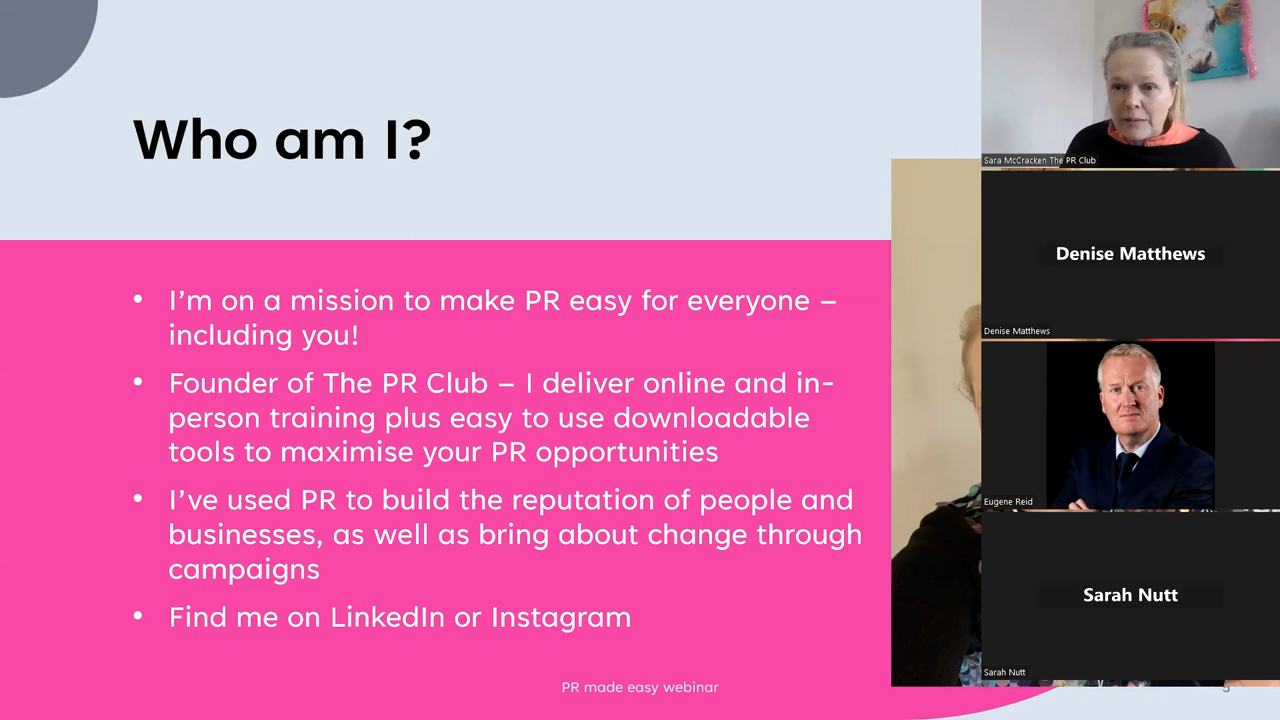 Who am I?
• I’m on a mission to make PR easy for everyone –
including you!
• Founder of The PR Club – I deliver online and in-
person training plus easy to use downloadable
tools to maximise your PR opportunities
• I’ve used PR to build the reputation of people and
businesses, as well as bring about change through
campaigns
• Find me on LinkedIn or Instagram
PR made easy webinar
5
Sara McCracken The PR Club
Denise Matthews
Denise Matthews
Eugene Reid
Sarah Nutt
Sarah Nutt